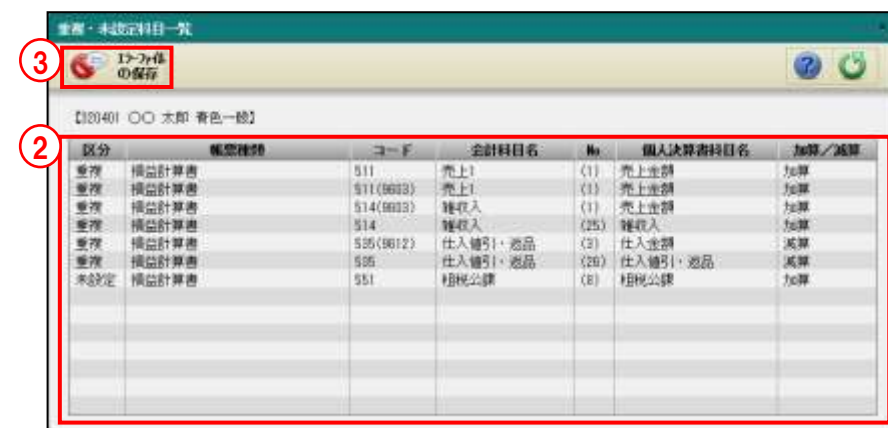 重複・未設定科目一覧
③
エラーファイル
の保存
【320401 〇〇 太郎 青色一般】
②
区分 帳票種類 コード 会計科目名 No 個人決算書科目名 加算／減算
重複 損益計算書 511 売上1 (1) 売上金額 加算
重複 損益計算書 511(9603) 売上1 (1) 売上金額 加算
重複 損益計算書 514(9603) 雑収入 (1) 売上金額 加算
重複 損益計算書 514 雑収入 (25) 雑収入 加算
重複 損益計算書 535(9612) 仕入値引・返品 (3) 仕入金額 減算
重複 損益計算書 535 仕入値引・返品 (26) 仕入値引・返品 減算
未設定 損益計算書 551 租税公課 (8) 租税公課 加算